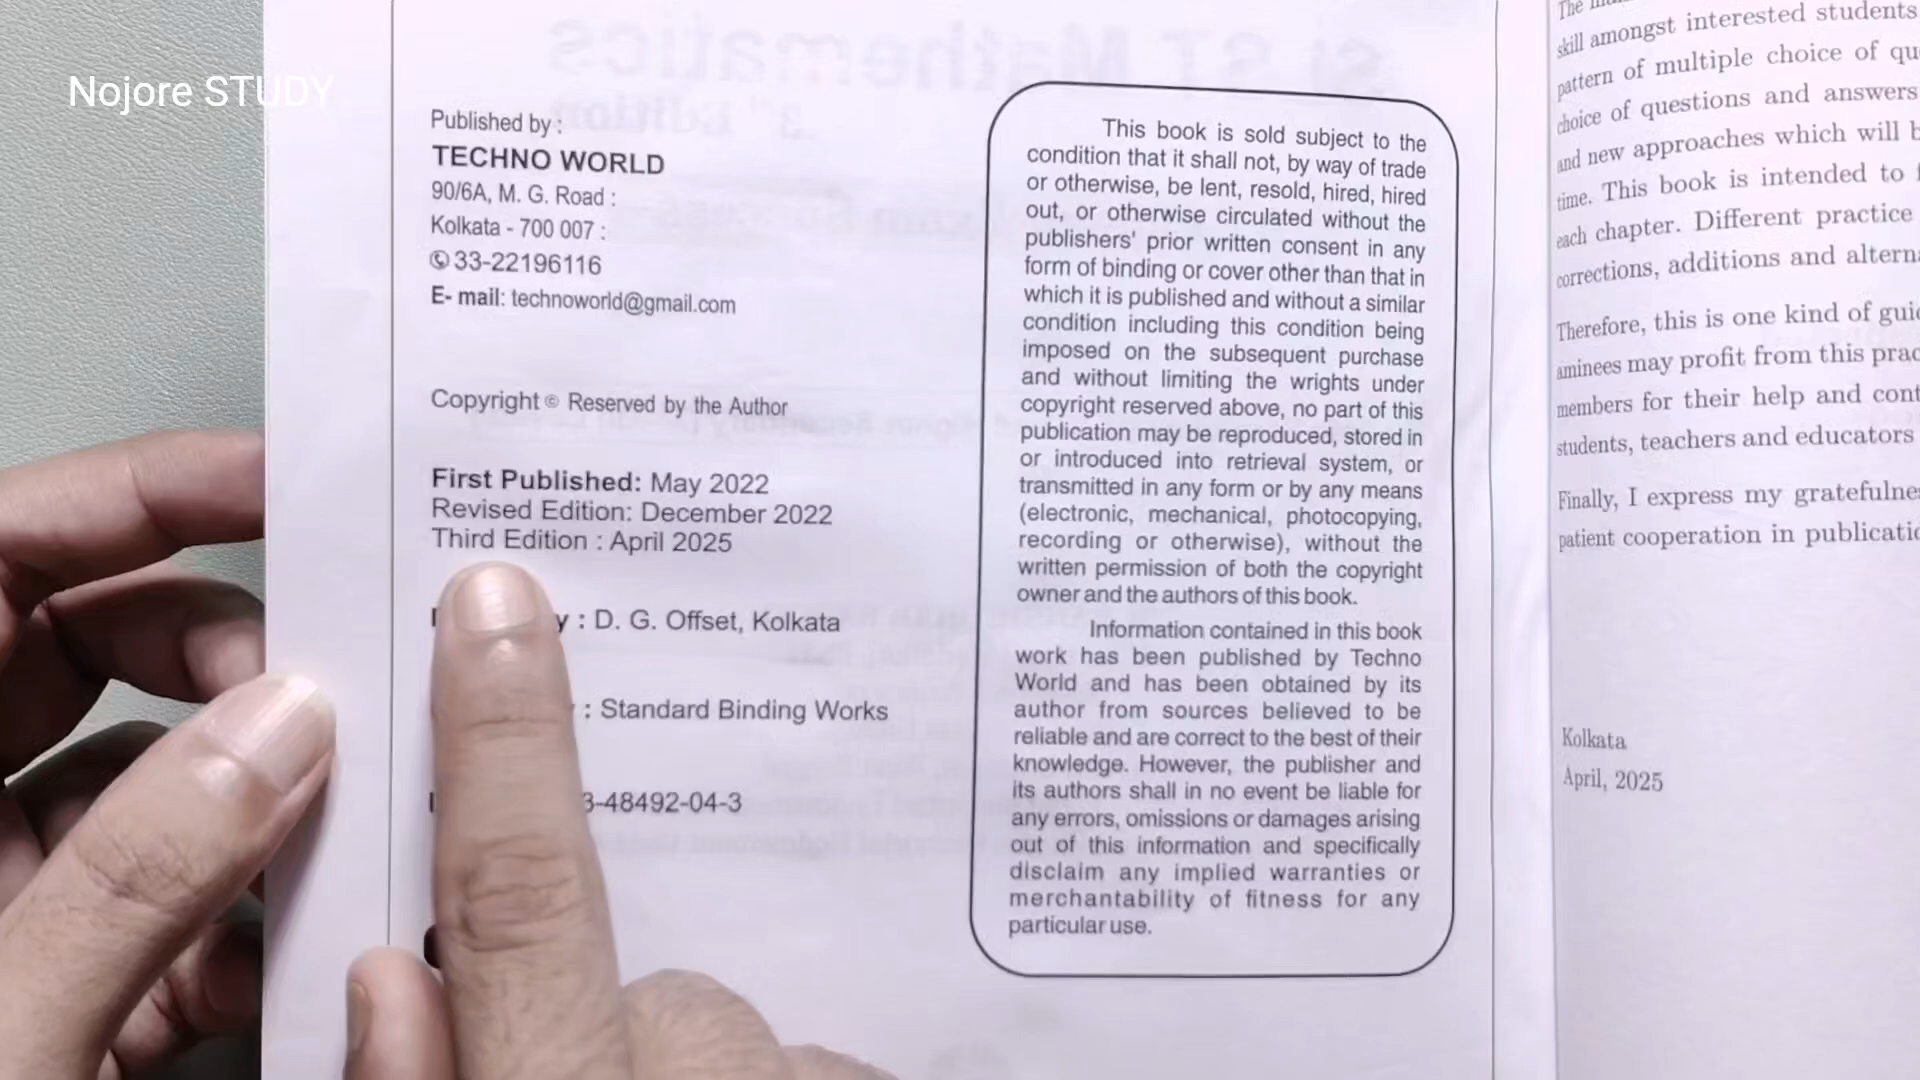 Nojore STUDY
Published by :
TECHNO WORLD
90/6A, M. G. Road :
Kolkata - 700 007 :
✆ 33-22196116
E- mail: technoworld@gmail.com
Copyright © Reserved by the Author
First Published: May 2022
Revised Edition: December 2022
Third Edition : April 2025
: D. G. Offset, Kolkata
: Standard Binding Works
3-48492-04-3
This book is sold subject to the
condition that it shall not, by way of trade
or otherwise, be lent, resold, hired, hired
out, or otherwise circulated without the
publishers' prior written consent in any
form of binding or cover other than that in
which it is published and without a similar
condition including this condition being
imposed on the subsequent purchase
and without limiting the wrights under
copyright reserved above, no part of this
publication may be reproduced, stored in
or introduced into retrieval system, or
transmitted in any form or by any means
(electronic, mechanical, photocopying,
recording or otherwise), without the
written permission of both the copyright
owner and the authors of this book.
Information contained in this book
work has been published by Techno
World and has been obtained by its
author from sources believed to be
reliable and are correct to the best of their
knowledge. However, the publisher and
its authors shall in no event be liable for
any errors, omissions or damages arising
out of this information and specifically
disclaim any implied warranties or
merchantability of fitness for any
particular use.
The
skill amongst interested students
pattern of multiple choice of
choice of questions and answers
and new approaches which will
time. This book is intended to
each chapter. Different practice
corrections, additions and
Therefore, this is one kind of
aminees may profit from this
members for their help and
students, teachers and educators
Finally, I express my
patient cooperation in
Kolkata
April, 2025